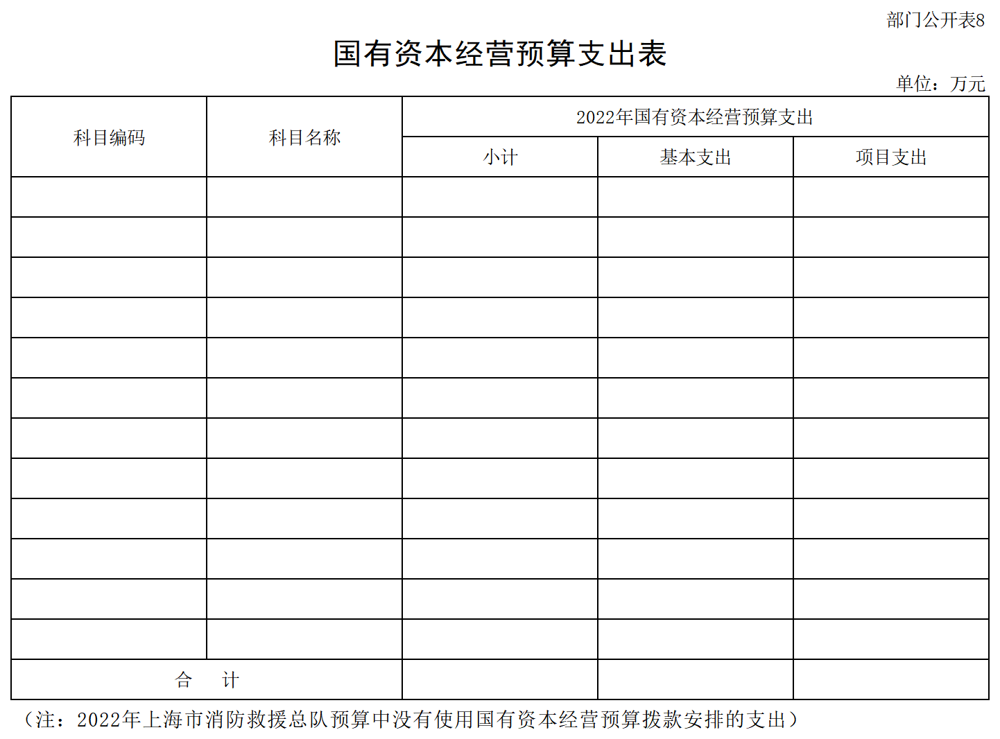 部门公开表8
国有资本经营预算支出表
单位：万元
科目编码 科目名称 2022年国有资本经营预算支出
小计 基本支出 项目支出
合 计
（注：2022年上海市消防救援总队预算中没有使用国有资本经营预算拨款安排的支出）